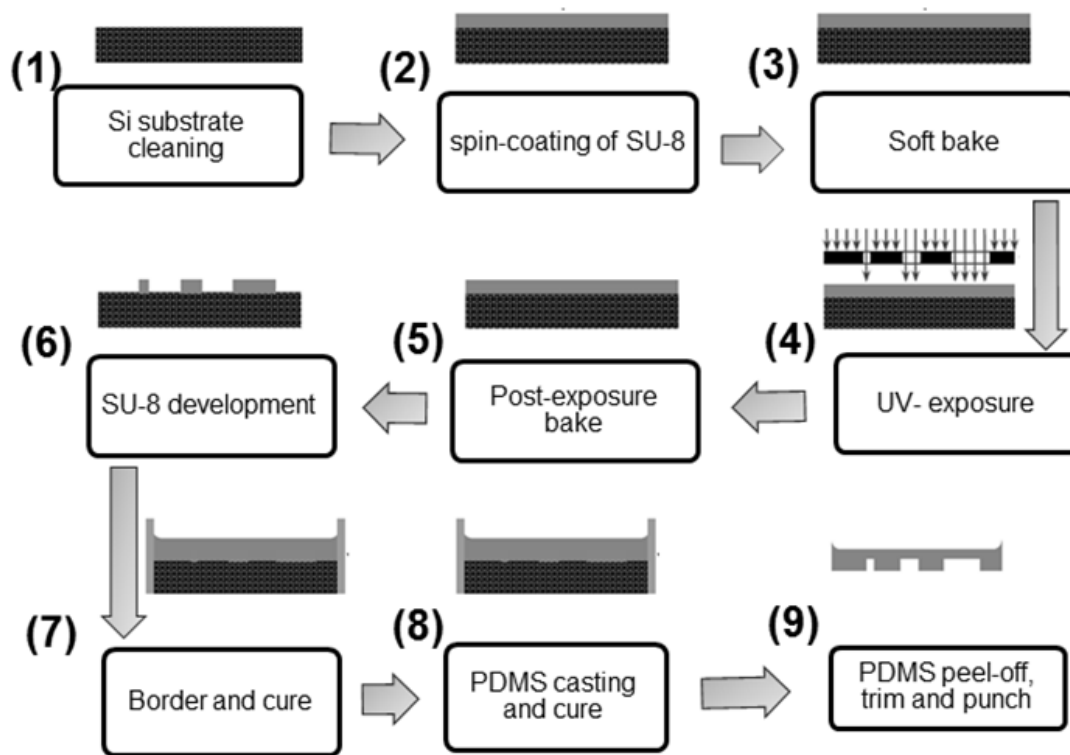 (1)
Si substrate
cleaning
(2)
spin-coating of SU-8
(3)
Soft bake
(4)
UV- exposure
(5)
Post-exposure
bake
(6)
SU-8 development
(7)
Border and cure
(8)
PDMS casting
and cure
(9)
PDMS peel-off,
trim and punch